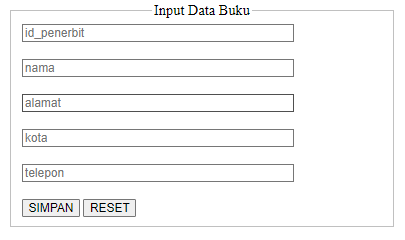 Input Data Buku
id_penerbit
nama
alamat
kota
telepon
SIMPAN RESET